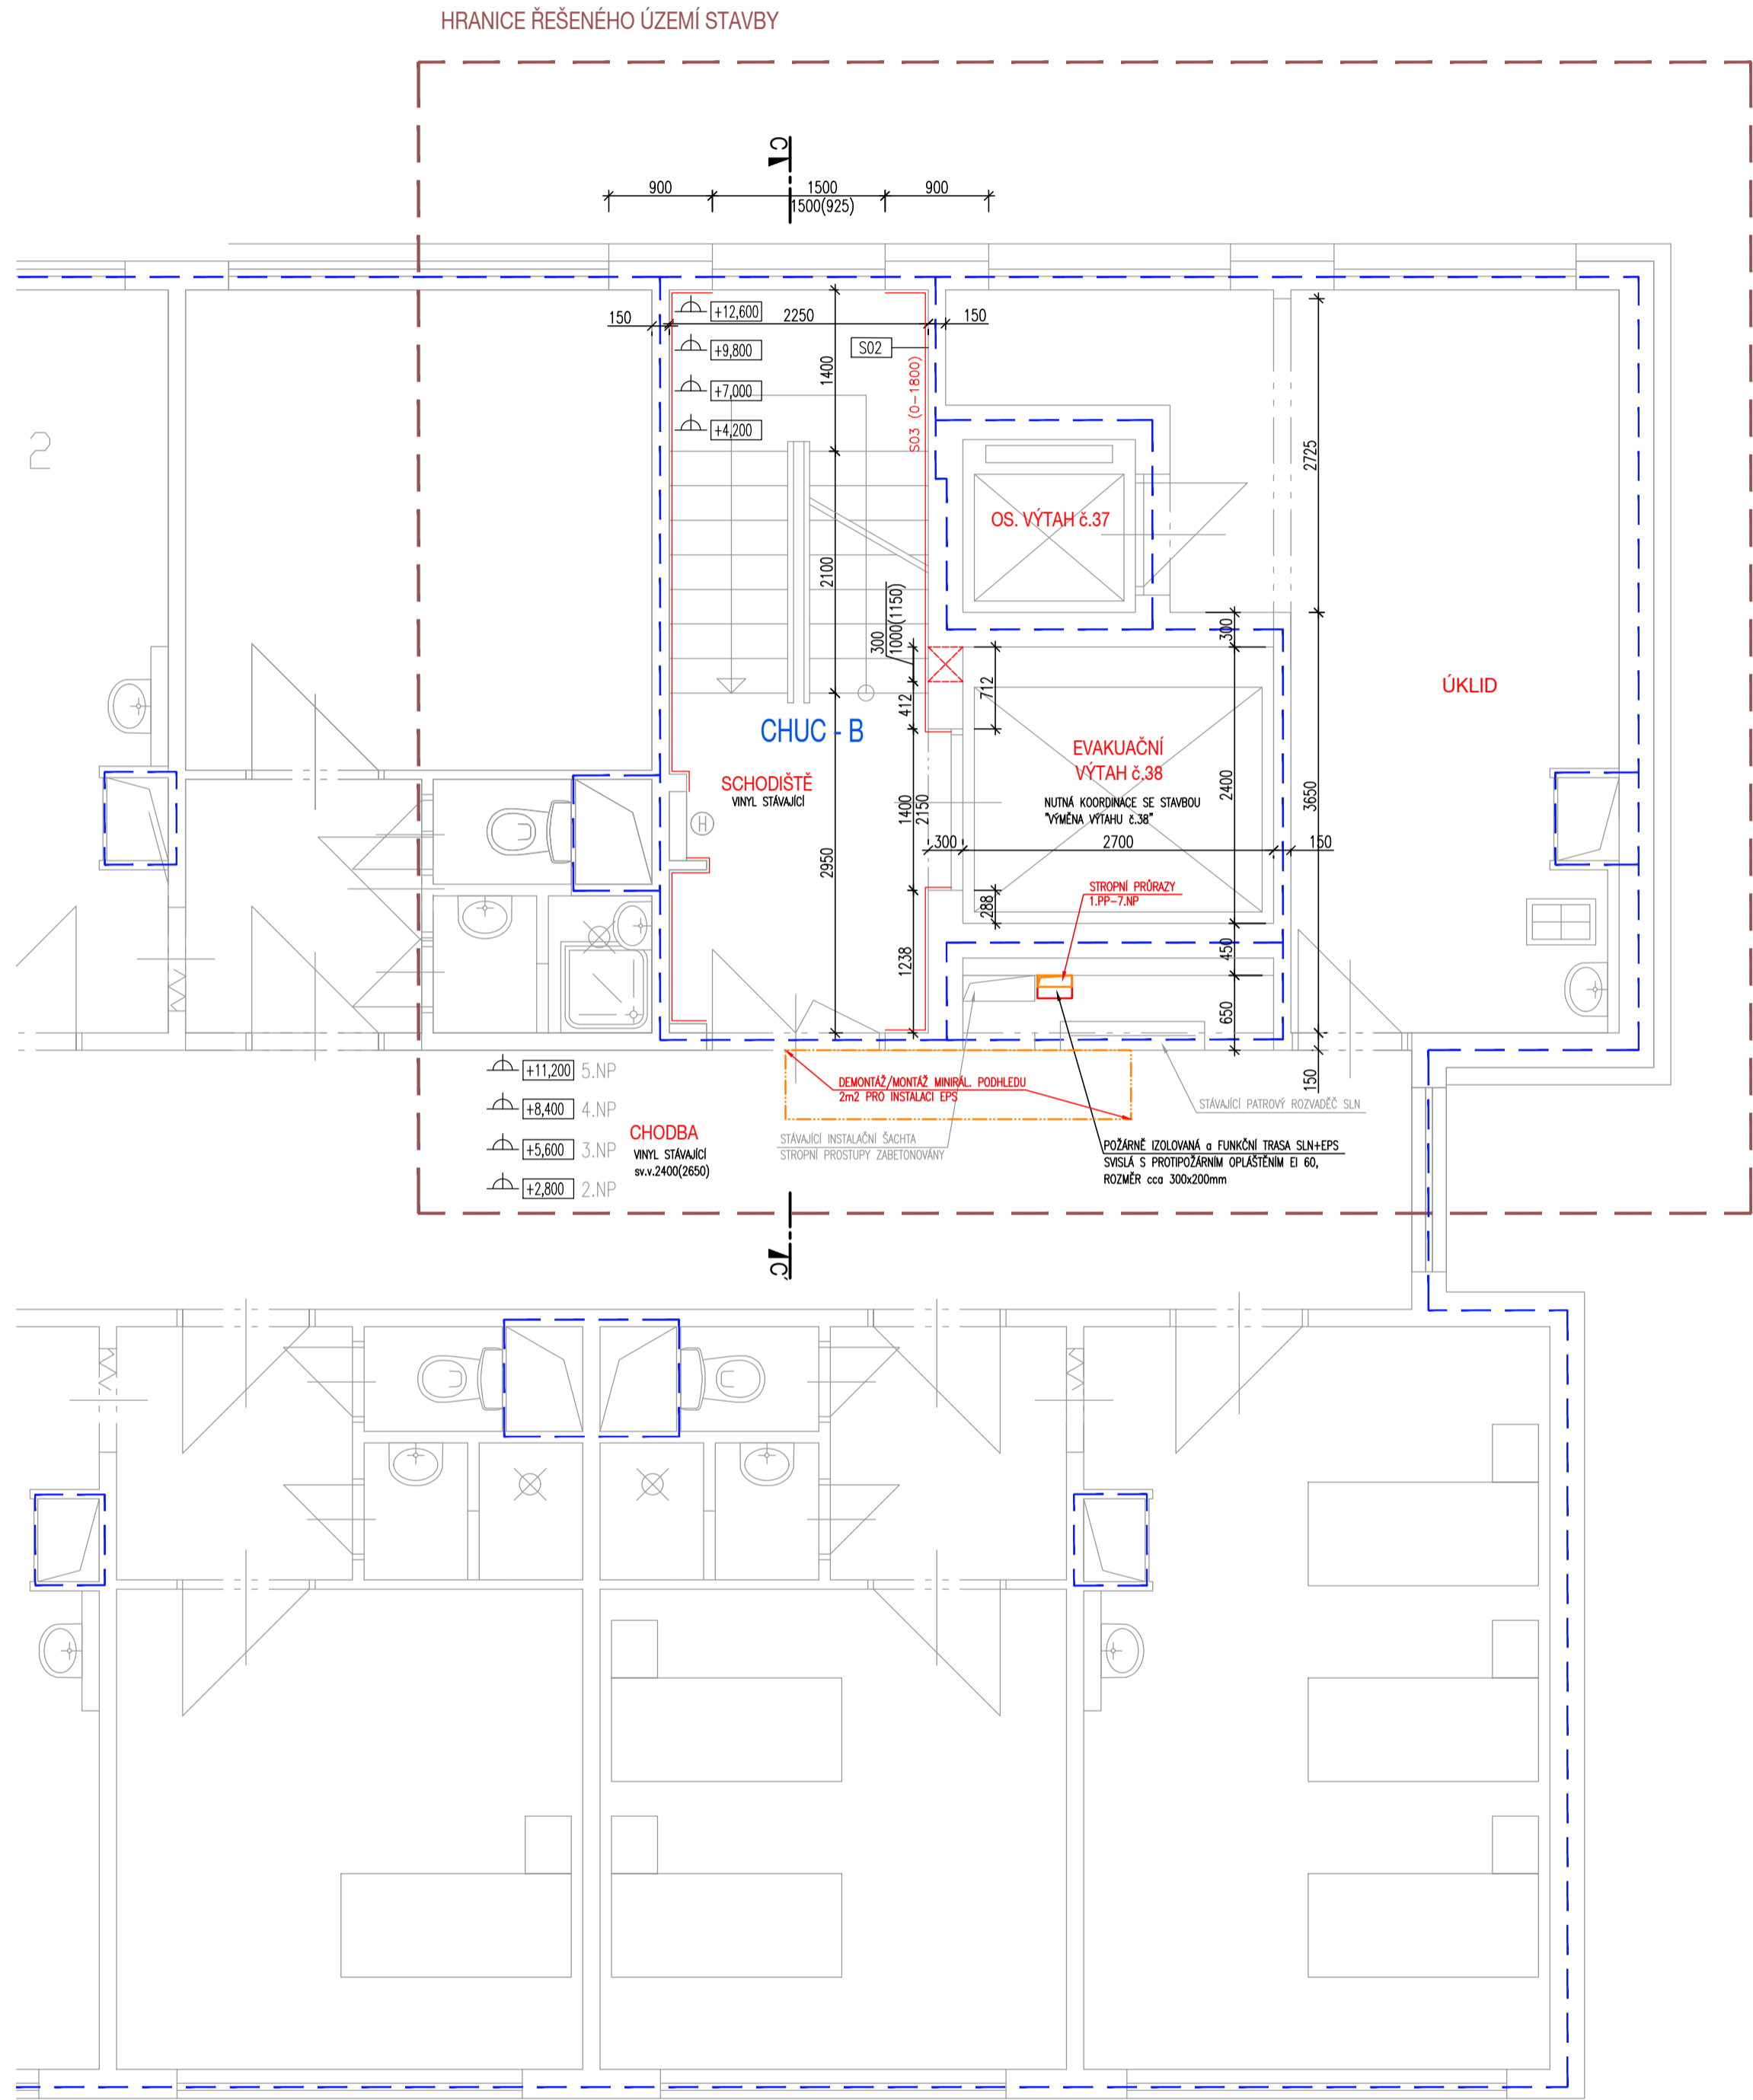 HRANICE ŘEŠENÉHO ÚZEMÍ STAVBY
C
900
1500
900
1500(925)
+12,600
150
2250
150
+9,800
S02
1400
+7,000
S03 (0-1800)
+4,200
2
2725
OS. VÝTAH č.37
2100
300
1000(1150)
300
712
412
ÚKLID
CHUC - B
EVAKUAČNÍ
VÝTAH č.38
SCHODIŠTĚ
VINYL STÁVAJÍCÍ
NUTNÁ KOORDINACE SE STAVBOU
"VÝMĚNA VÝTAHU č.38"
2400
3650
1400
2150
H
300
2700
150
2950
STROPNÍ PRŮRAZY
1.PP-7.NP
288
450
1238
650
+11,200 5.NP
DEMONTÁŽ/MONTÁŽ MINIRÁL. PODHLEDU
2m2 PRO INSTALACI EPS
150
+8,400 4.NP
STÁVAJÍCÍ PATROVÝ ROZVADĚČ SLN
CHODBA
VINYL STÁVAJÍCÍ
sv.v.2400(2650)
STÁVAJÍCÍ INSTALAČNÍ ŠACHTA
STROPNÍ PROSTUPY ZABETONOVÁNY
+5,600 3.NP
POŽÁRNĚ IZOLOVANÁ a FUNKČNÍ TRASA SLN+EPS
SVISLÁ S PROTIPOŽÁRNÍM OPLÁŠTĚNÍM EI 60,
ROZMĚR cca 300x200mm
+2,800 2.NP
C'